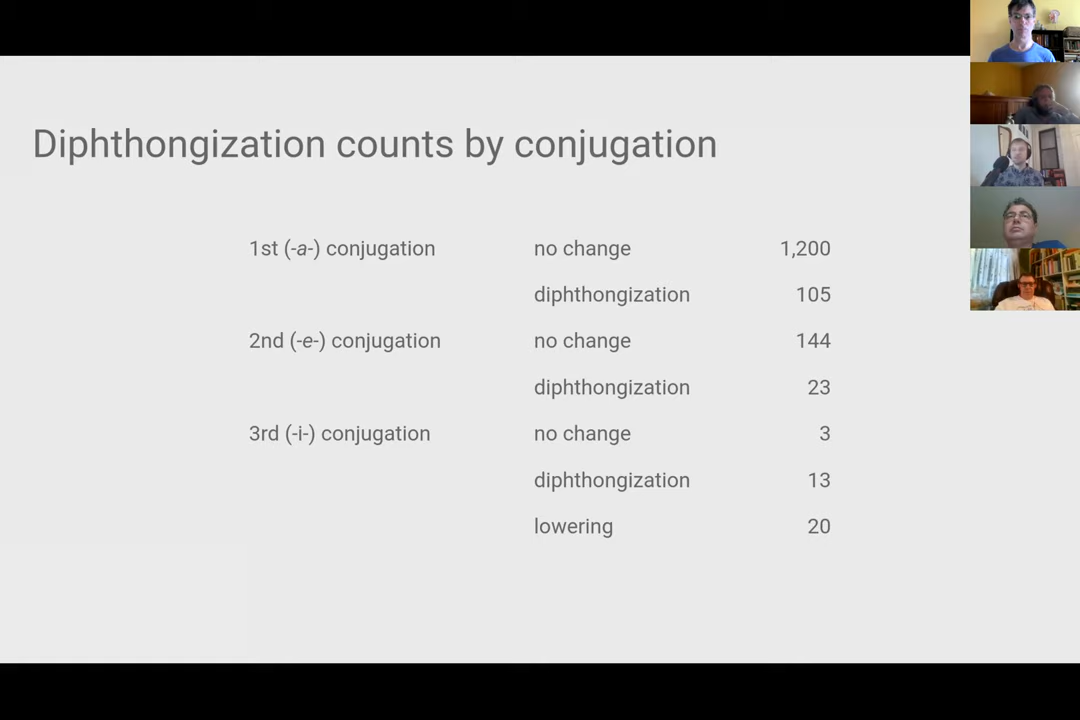 Diphthongization counts by conjugation
1st (-a-) conjugation no change 1,200
diphthongization 105
2nd (-e-) conjugation no change 144
diphthongization 23
3rd (-i-) conjugation no change 3
diphthongization 13
lowering 20